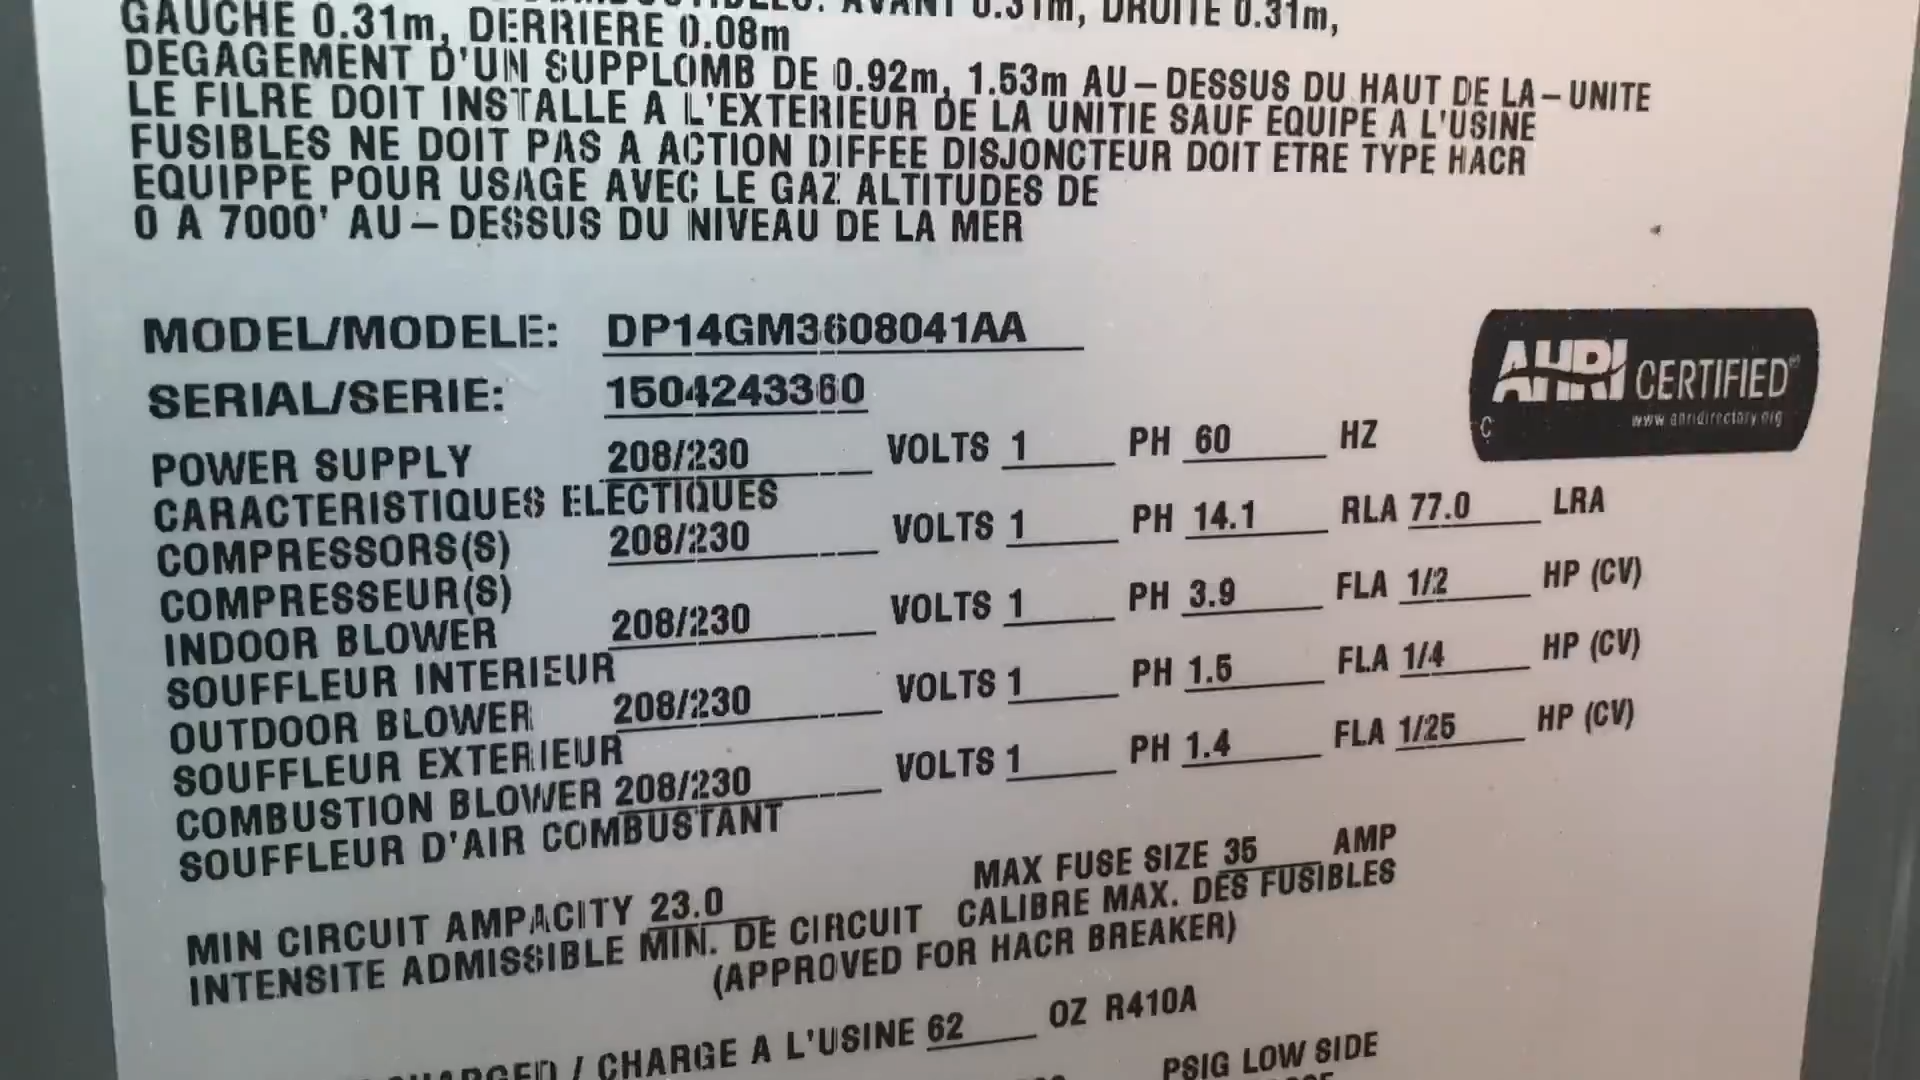 AVANT 0.31m, DROITE 0.31m,
GAUCHE 0.31m, DERRIERE 0.08m
DEGAGEMENT D'UN SUPPLOMB DE 0.92m, 1.53m AU-DESSUS DU HAUT DE LA-UNITE
LE FILRE DOIT INSTALLE A L'EXTERIEUR DE LA UNITIE SAUF EQUIPE A L'USINE
FUSIBLES NE DOIT PAS A ACTION DIFFEE DISJONCTEUR DOIT ETRE TYPE HACR
EQUIPPE POUR USAGE AVEC LE GAZ ALTITUDES DE
0 A 7000' AU-DESSUS DU NIVEAU DE LA MER
MODEL/MODELE: DP14GM3608041AA
SERIAL/SERIE: 1504243360
AHRI CERTIFIED®
www.ahridirectory.org
POWER SUPPLY 208/230 VOLTS 1 PH 60 HZ
CARACTERISTIQUES ELECTIQUES
COMPRESSORS(S) 208/230 VOLTS 1 PH 14.1 RLA 77.0 LRA
COMPRESSEUR(S)
INDOOR BLOWER 208/230 VOLTS 1 PH 3.9 FLA 1/2 HP (CV)
SOUFFLEUR INTERIEUR
OUTDOOR BLOWER 208/230 VOLTS 1 PH 1.5 FLA 1/4 HP (CV)
SOUFFLEUR EXTERIEUR
COMBUSTION BLOWER 208/230 VOLTS 1 PH 1.4 FLA 1/25 HP (CV)
SOUFFLEUR D'AIR COMBUSTANT
MIN CIRCUIT AMPACITY 23.0 MAX FUSE SIZE 35 AMP
INTENSITE ADMISSIBLE MIN. DE CIRCUIT CALIBRE MAX. DES FUSIBLES
(APPROVED FOR HACR BREAKER)
CHARGED / CHARGE A L'USINE 62 OZ R410A
PSIG LOW SIDE